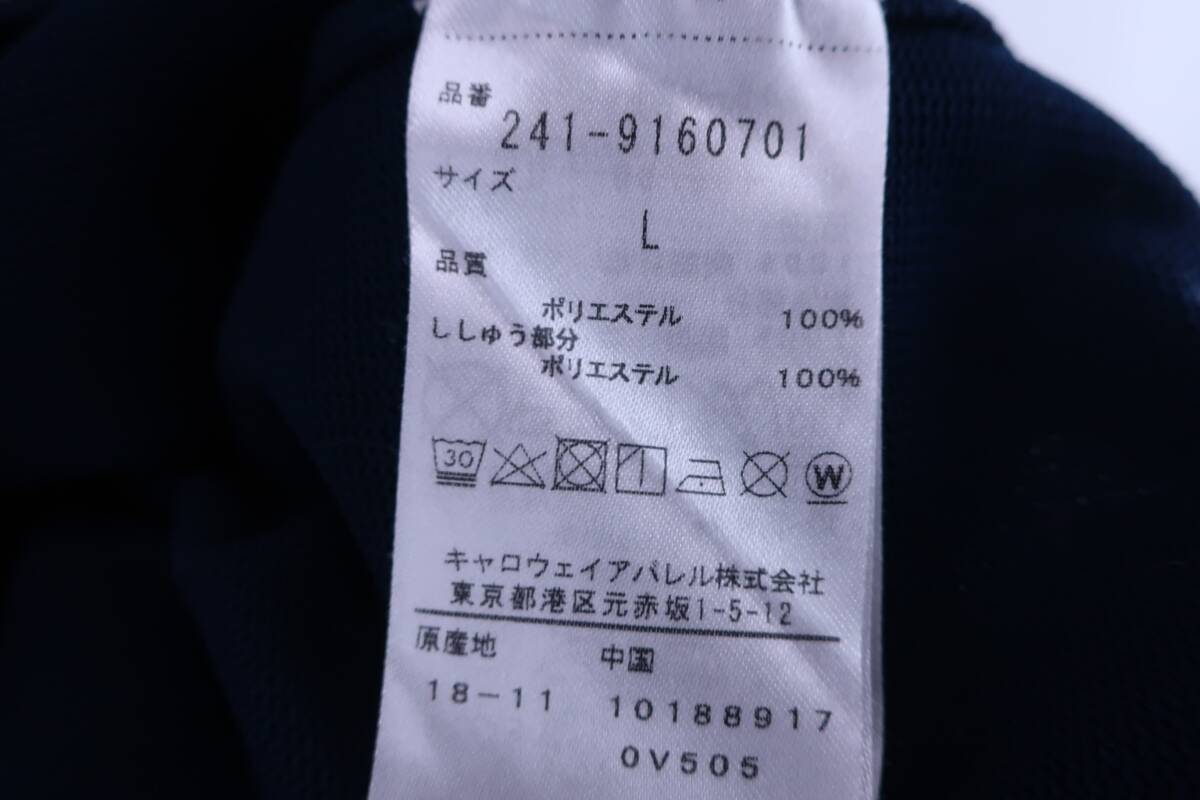 品番
241-9160701
サイズ
L
品質
ポリエステル 100%
ししゅう部分
ポリエステル 100%
30
W
キャロウェイアパレル株式会社
東京都港区元赤坂1-5-12
原産地 中国
18-11 10188917
0V505